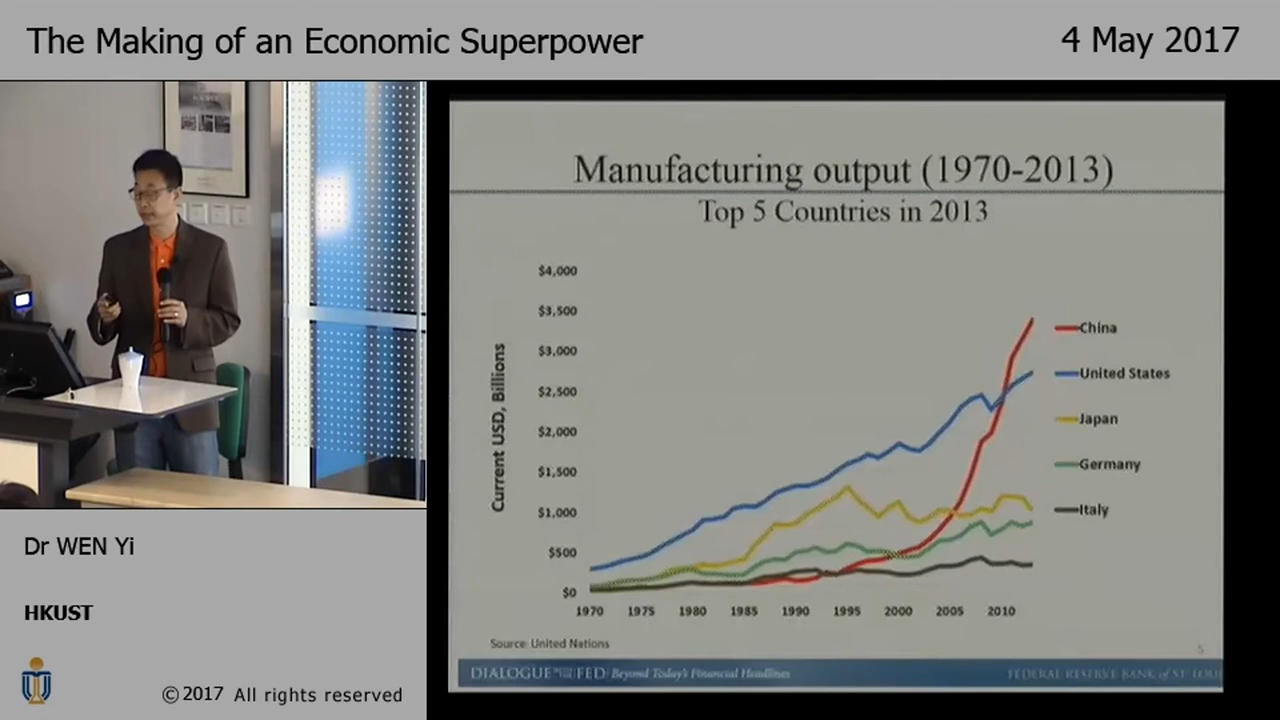 The Making of an Economic Superpower
4 May 2017
Manufacturing output (1970-2013)
Top 5 Countries in 2013
Current USD, Billions
$4,000
$3,500
$3,000
$2,500
$2,000
$1,500
$1,000
$500
$0
1970 1975 1980 1985 1990 1995 2000 2005 2010
China
United States
Japan
Germany
Italy
Source: United Nations
5
DIALOGUE WITH THE FED Beyond Today's Financial Headlines
FEDERAL RESERVE BANK of ST. LOUI
Dr WEN Yi
HKUST
©2017 All rights reserved